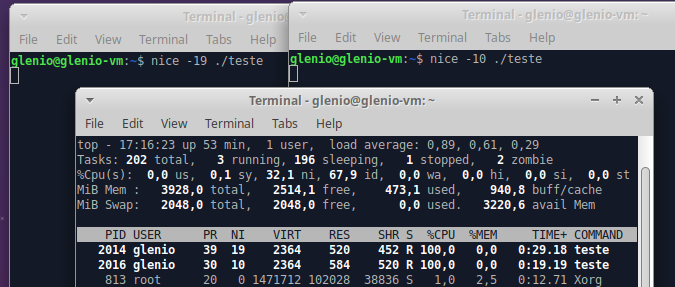 Terminal - glenio@glenio-vm:
Terminal - glenio@glenio-vm: ~
File Edit View Terminal Tabs Help
File Edit View Terminal Tabs Help
glenio@glenio-vm:~$ nice -19 ./teste
glenio@glenio-vm:~$ nice -10 ./teste
Terminal - glenio@glenio-vm: ~
File Edit View Terminal Tabs Help
top - 17:16:23 up 53 min, 1 user, load average: 0,89, 0,61, 0,29
Tasks: 202 total, 3 running, 196 sleeping, 1 stopped, 2 zombie
%Cpu(s): 0,0 us, 0,1 sy, 32,1 ni, 67,9 id, 0,0 wa, 0,0 hi, 0,0 si, 0,0 st
MiB Mem : 3928,0 total, 2514,1 free, 473,1 used, 940,8 buff/cache
MiB Swap: 2048,0 total, 2048,0 free, 0,0 used. 3220,6 avail Mem
PID USER PR NI VIRT RES SHR S %CPU %MEM TIME+ COMMAND
2014 glenio 39 19 2364 520 452 R 100,0 0,0 0:29.18 teste
2016 glenio 30 10 2364 584 520 R 100,0 0,0 0:19.19 teste
813 root 20 0 1471712 102028 38836 S 1,0 2,5 0:12.71 Xorg